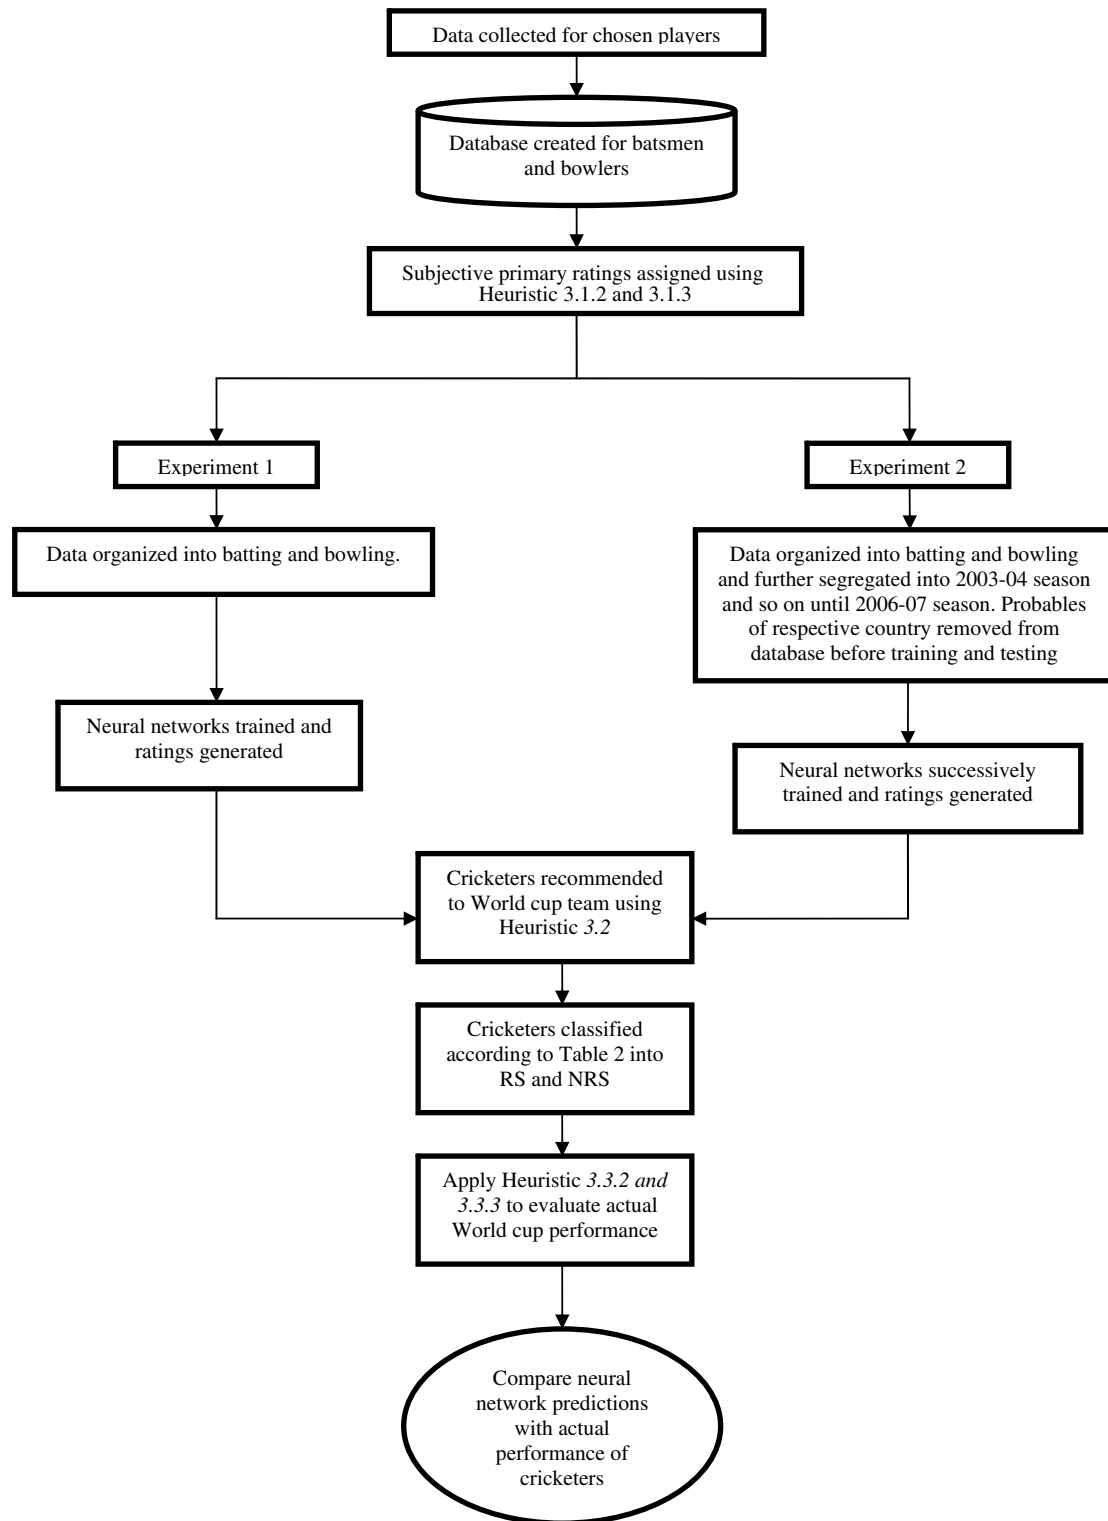 Data collected for chosen players
Database created for batsmen
and bowlers
Subjective primary ratings assigned using
Heuristic 3.1.2 and 3.1.3
Experiment 1
Experiment 2
Data organized into batting and bowling.
Data organized into batting and bowling
and further segregated into 2003-04 season
and so on until 2006-07 season. Probables
of respective country removed from
database before training and testing
Neural networks trained and
ratings generated
Neural networks successively
trained and ratings generated
Cricketers recommended
to World cup team using
Heuristic 3.2
Cricketers classified
according to Table 2 into
RS and NRS
Apply Heuristic 3.3.2 and
3.3.3 to evaluate actual
World cup performance
Compare neural
network predictions
with actual
performance of
cricketers